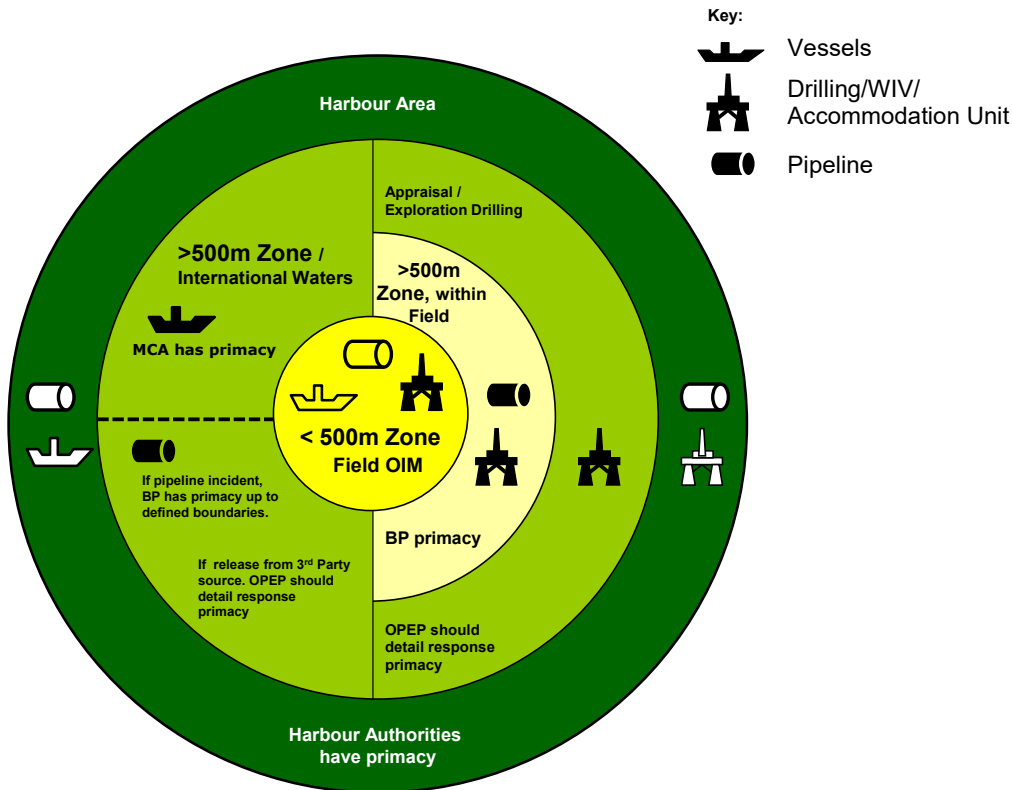 Key:
Vessels
Drilling/WIV/
Accommodation Unit
Pipeline
Harbour Area
Appraisal /
Exploration Drilling
>500m Zone /
International Waters
MCA has primacy
>500m
Zone, within
Field
< 500m Zone
Field OIM
If pipeline incident,
BP has primacy up to
defined boundaries.
BP primacy
If release from 3rd Party
source. OPEP should
detail response
primacy
OPEP should
detail response
primacy
Harbour Authorities
have primacy